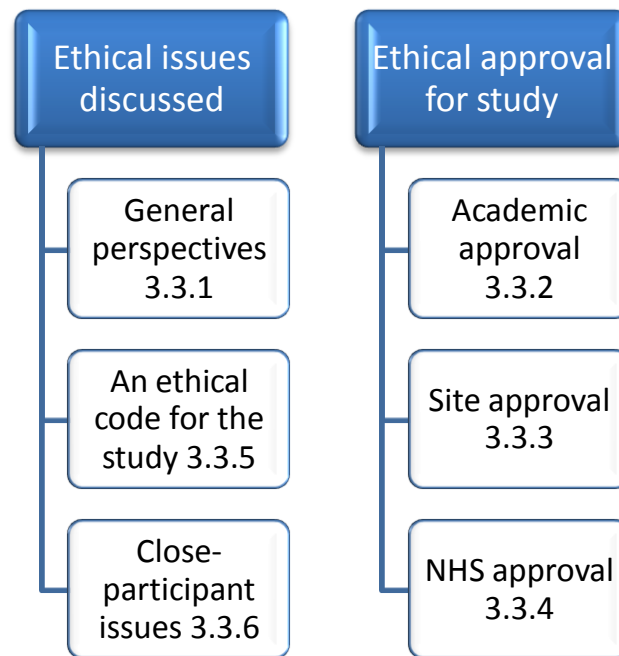 Ethical issues
discussed
General
perspectives
3.3.1
An ethical
code for the
study 3.3.5
Close-
participant
issues 3.3.6
Ethical approval
for study
Academic
approval
3.3.2
Site approval
3.3.3
NHS approval
3.3.4